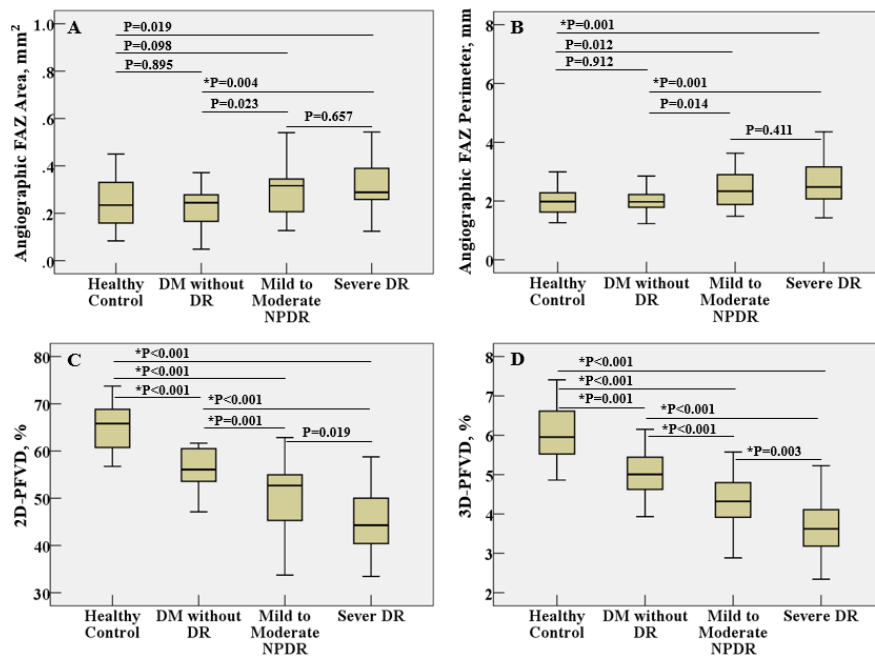 A
Angiographic FAZ Area, mm²
1.0
.8
.6
.4
.2
.0
P=0.019
P=0.098
P=0.895
*P=0.004
P=0.023
P=0.657
Healthy Control
DM without DR
Mild to Moderate NPDR
Severe DR
B
Angiographic FAZ Perimeter, mm
8
6
4
2
0
*P=0.001
P=0.012
P=0.912
*P=0.001
P=0.014
P=0.411
Healthy Control
DM without DR
Mild to Moderate NPDR
Severe DR
C
2D-PFVD, %
80
70
60
50
40
30
*P<0.001
*P<0.001
*P<0.001
*P<0.001
*P=0.001
P=0.019
Healthy Control
DM without DR
Mild to Moderate NPDR
Sever DR
D
3D-PFVD, %
8
7
6
5
4
3
2
*P<0.001
*P<0.001
*P=0.001
*P<0.001
*P<0.001
*P=0.003
Healthy Control
DM without DR
Mild to Moderate NPDR
Severe DR